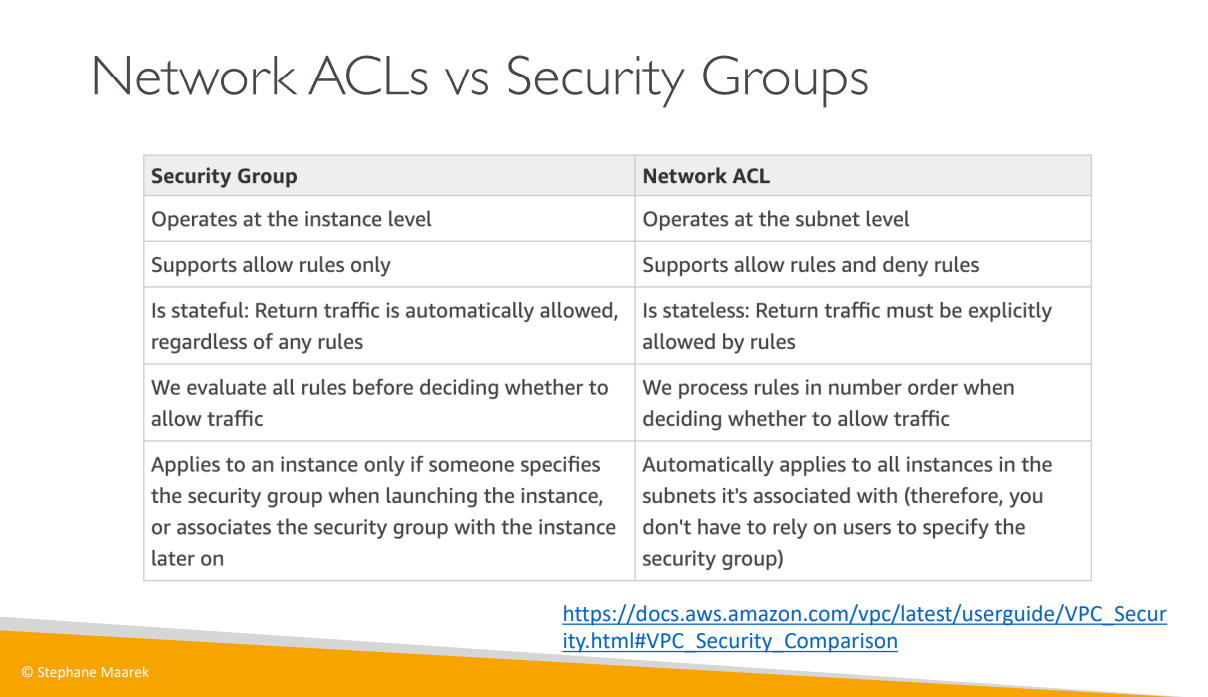 Network ACLs vs Security Groups
Security Group
Network ACL
Operates at the instance level
Operates at the subnet level
Supports allow rules only
Supports allow rules and deny rules
Is stateful: Return traffic is automatically allowed,
regardless of any rules
Is stateless: Return traffic must be explicitly
allowed by rules
We evaluate all rules before deciding whether to
allow traffic
We process rules in number order when
deciding whether to allow traffic
Applies to an instance only if someone specifies
the security group when launching the instance,
or associates the security group with the instance
later on
Automatically applies to all instances in the
subnets it's associated with (therefore, you
don't have to rely on users to specify the
security group)
https://docs.aws.amazon.com/vpc/latest/userguide/VPC_Secur
ity.html#VPC_Security_Comparison
© Stephane Maarek